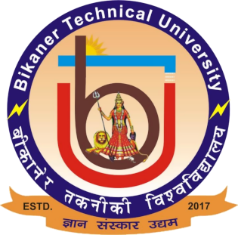 Bikaner Technical University
बीकानेर तकनीकी विश्वविद्यालय
ESTD. 2017
ज्ञान संस्कार उद्यम